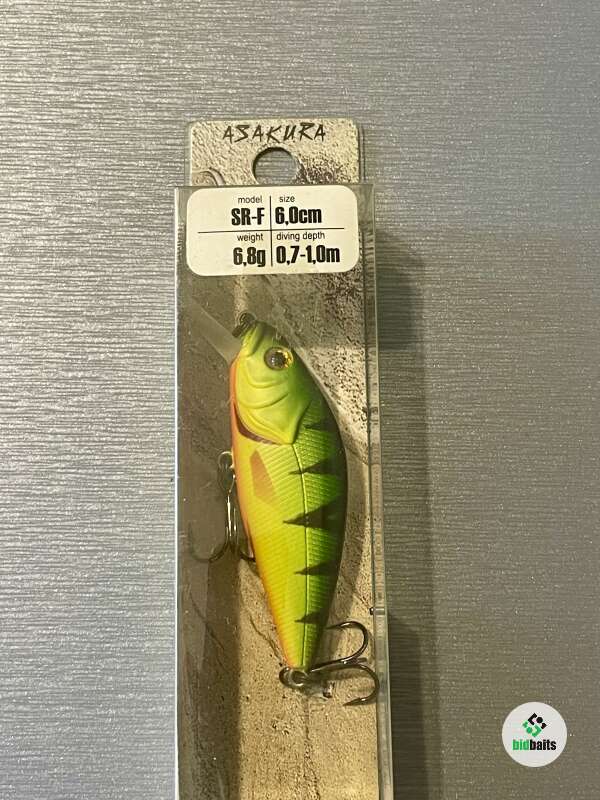 ASAKURA
model size
SR-F 6,0cm
weight diving depth
6,8g 0,7-1,0m
bidbaits